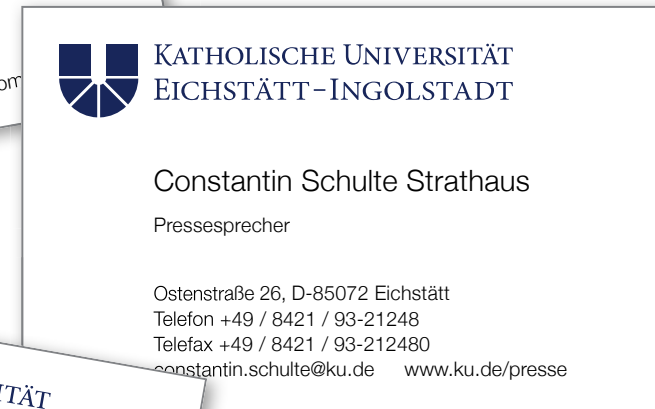 KATHOLISCHE UNIVERSITÄT
EICHSTÄTT-INGOLSTADT
Constantin Schulte Strathaus
Pressesprecher
Ostenstraße 26, D-85072 Eichstätt
Telefon +49 / 8421 / 93-21248
Telefax +49 / 8421 / 93-212480
constantin.schulte@ku.de www.ku.de/presse